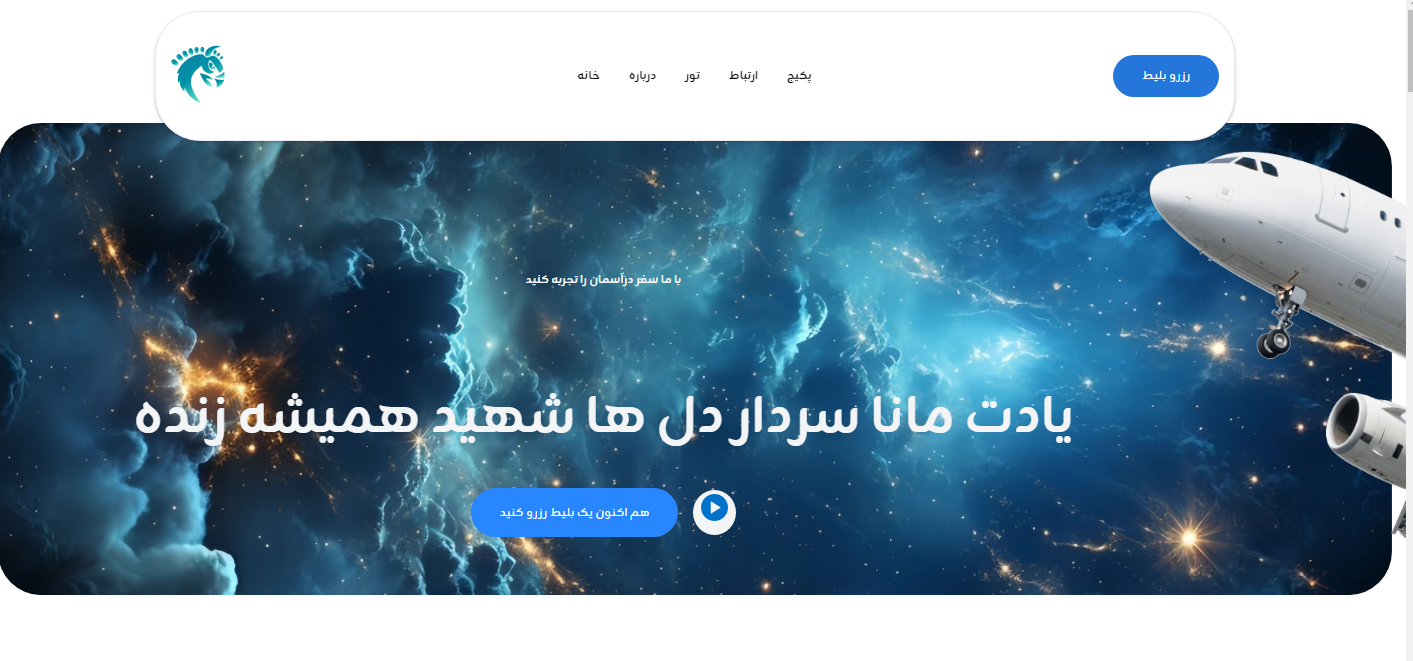 رزرو بلیط
پکیج ارتباط تور درباره خانه
با ما سفر درآسمان را تجربه کنید
یادت مانا سردار دل ها شهید همیشه زنده
هم اکنون یک بلیط رزرو کنید